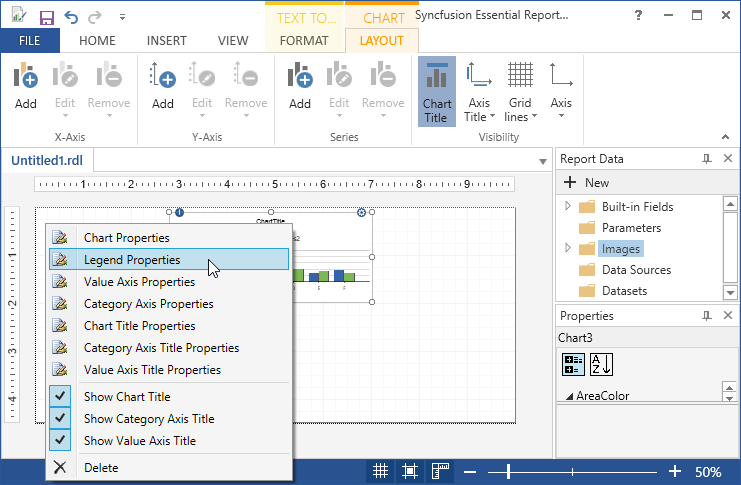 TEXT TO... CHART Syncfusion Essential Report...
FILE HOME INSERT VIEW FORMAT LAYOUT
Add Edit Remove Add Edit Remove Add Edit Remove Chart Title Axis Title Grid lines Axis
X-Axis Y-Axis Series Visibility
Untitled1.rdl
1 2 3 4 5 6 7 8 9
1
2
3
4
ChartTitle
Chart Properties
Legend Properties
Value Axis Properties
Category Axis Properties
Chart Title Properties
Category Axis Title Properties
Value Axis Title Properties
Show Chart Title
Show Category Axis Title
Show Value Axis Title
Delete
Report Data
New
Built-in Fields
Parameters
Images
Data Sources
Datasets
Properties
Chart3
A
Z
AreaColor
50%